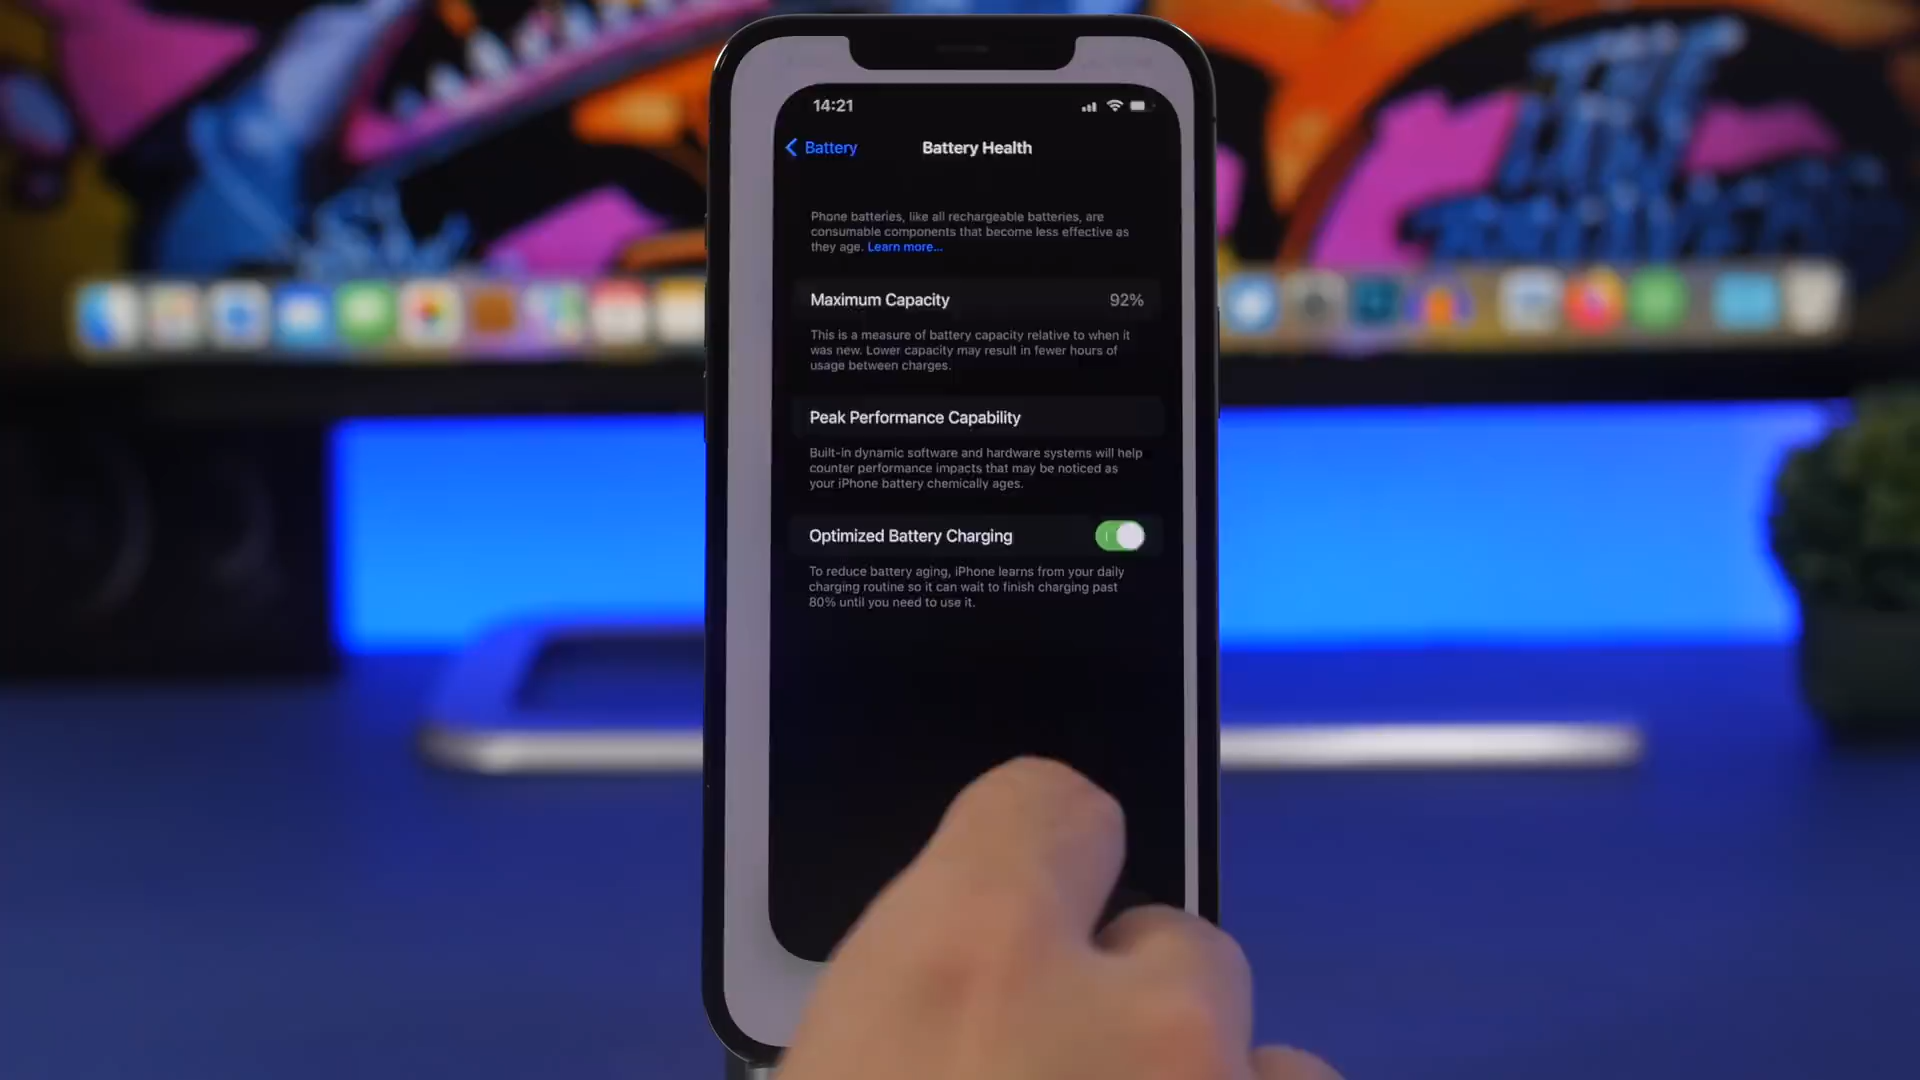 14:21
Battery
Battery Health
Phone batteries, like all rechargeable batteries, are
consumable components that become less effective as
they age. Learn more...
Maximum Capacity 92%
This is a measure of battery capacity relative to when it
was new. Lower capacity may result in fewer hours of
usage between charges.
Peak Performance Capability
Built-in dynamic software and hardware systems will help
counter performance impacts that may be noticed as
your iPhone battery chemically ages.
Optimized Battery Charging
To reduce battery aging, iPhone learns from your daily
charging routine so it can wait to finish charging past
80% until you need to use it.